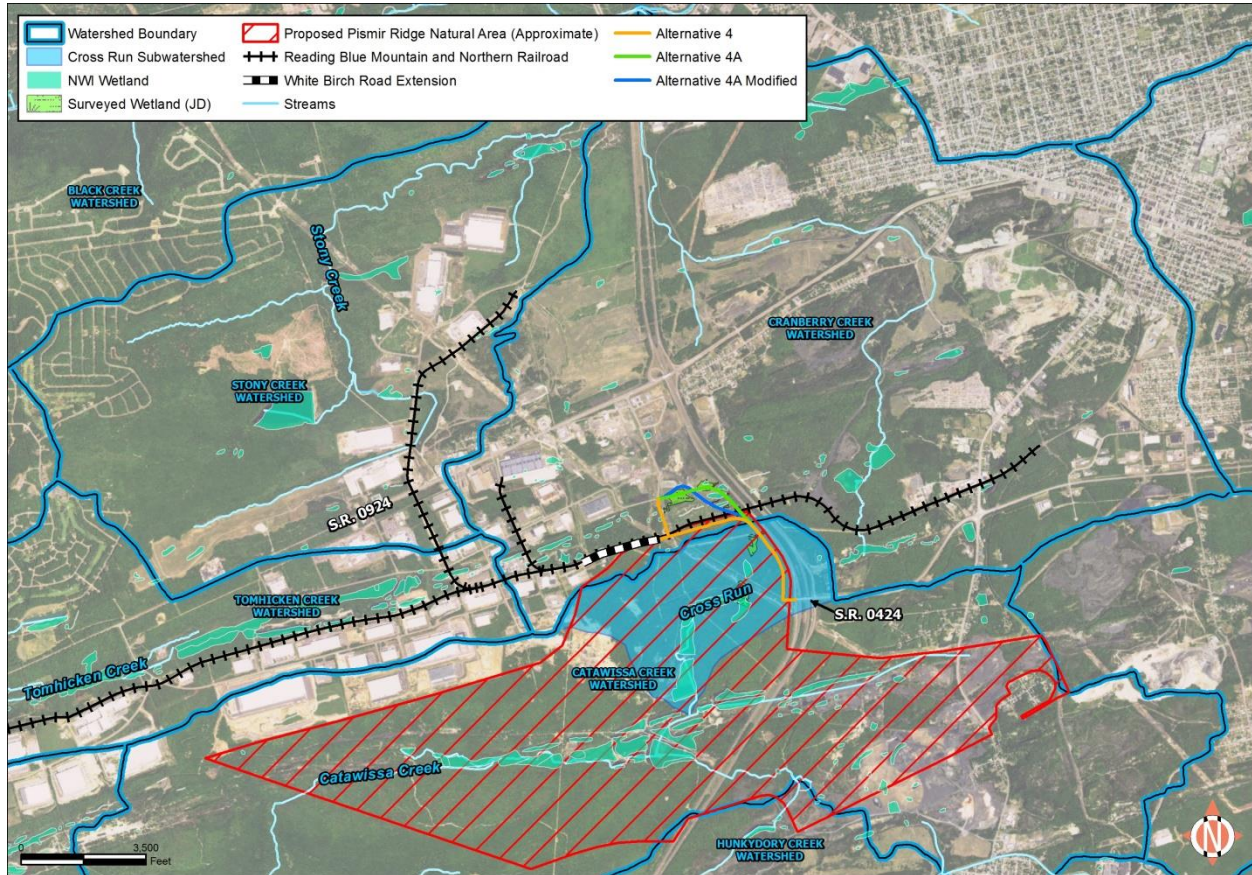 Watershed Boundary
Cross Run Subwatershed
NWI Wetland
Surveyed Wetland (JD)
Proposed Pismir Ridge Natural Area (Approximate)
Reading Blue Mountain and Northern Railroad
White Birch Road Extension
Streams
Alternative 4
Alternative 4A
Alternative 4A Modified
BLACK CREEK
WATERSHED
Stony Creek
CRANBERRY CREEK
WATERSHED
STONY CREEK
WATERSHED
S.R. 0924
TOMHICKEN CREEK
WATERSHED
Cross Run
S.R. 0424
Tomhicken Creek
CATAWISSA CREEK
WATERSHED
Catawissa Creek
HUNKYDORY CREEK
WATERSHED
0 3,500
Feet
N